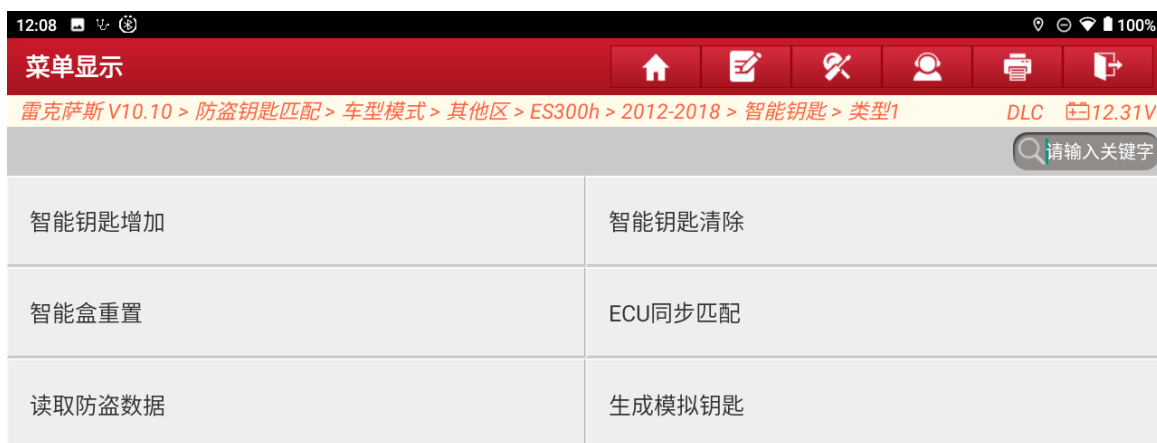 12:08 100%
菜单显示
雷克萨斯 V10.10 > 防盗钥匙匹配 > 车型模式 > 其他区 > ES300h > 2012-2018 > 智能钥匙 > 类型1 DLC 12.31V
请输入关键字
智能钥匙增加 智能钥匙清除
智能盒重置 ECU同步匹配
读取防盗数据 生成模拟钥匙